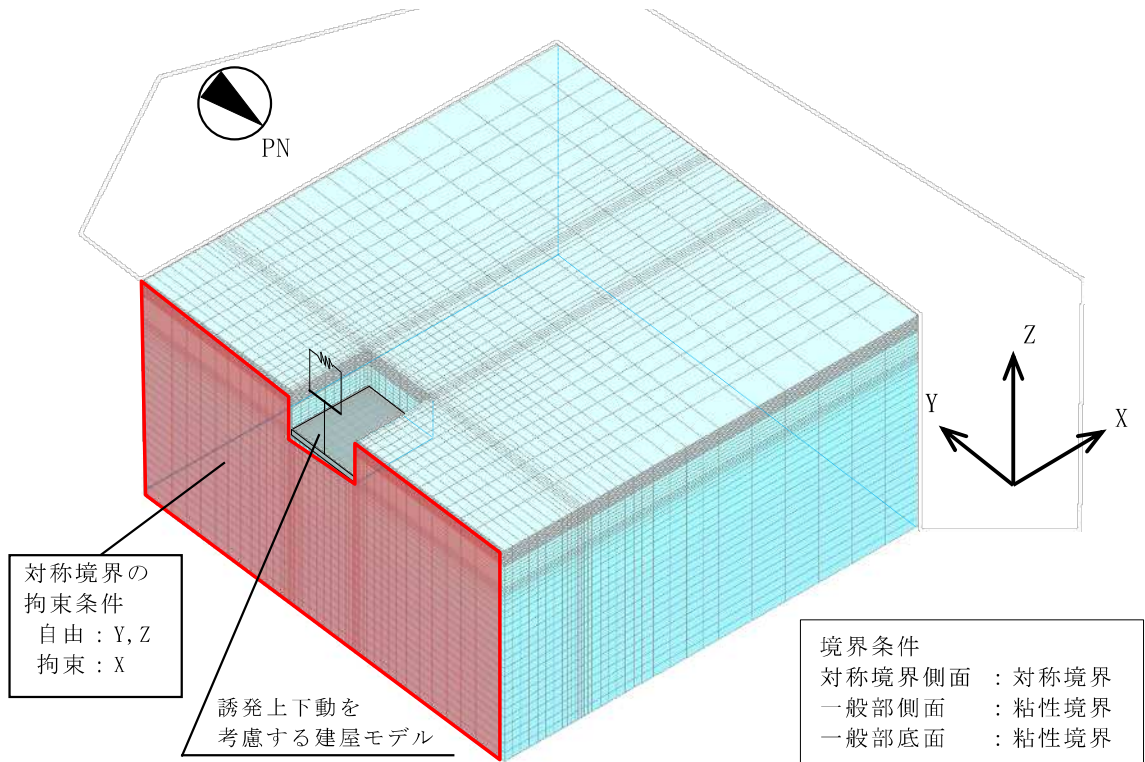 PN
Z
Y
X
対称境界の
拘束条件
自由：Y,Z
拘束：X
誘発上下動を
考慮する建屋モデル
境界条件
対称境界側面 ：対称境界
一般部側面 ：粘性境界
一般部底面 ：粘性境界